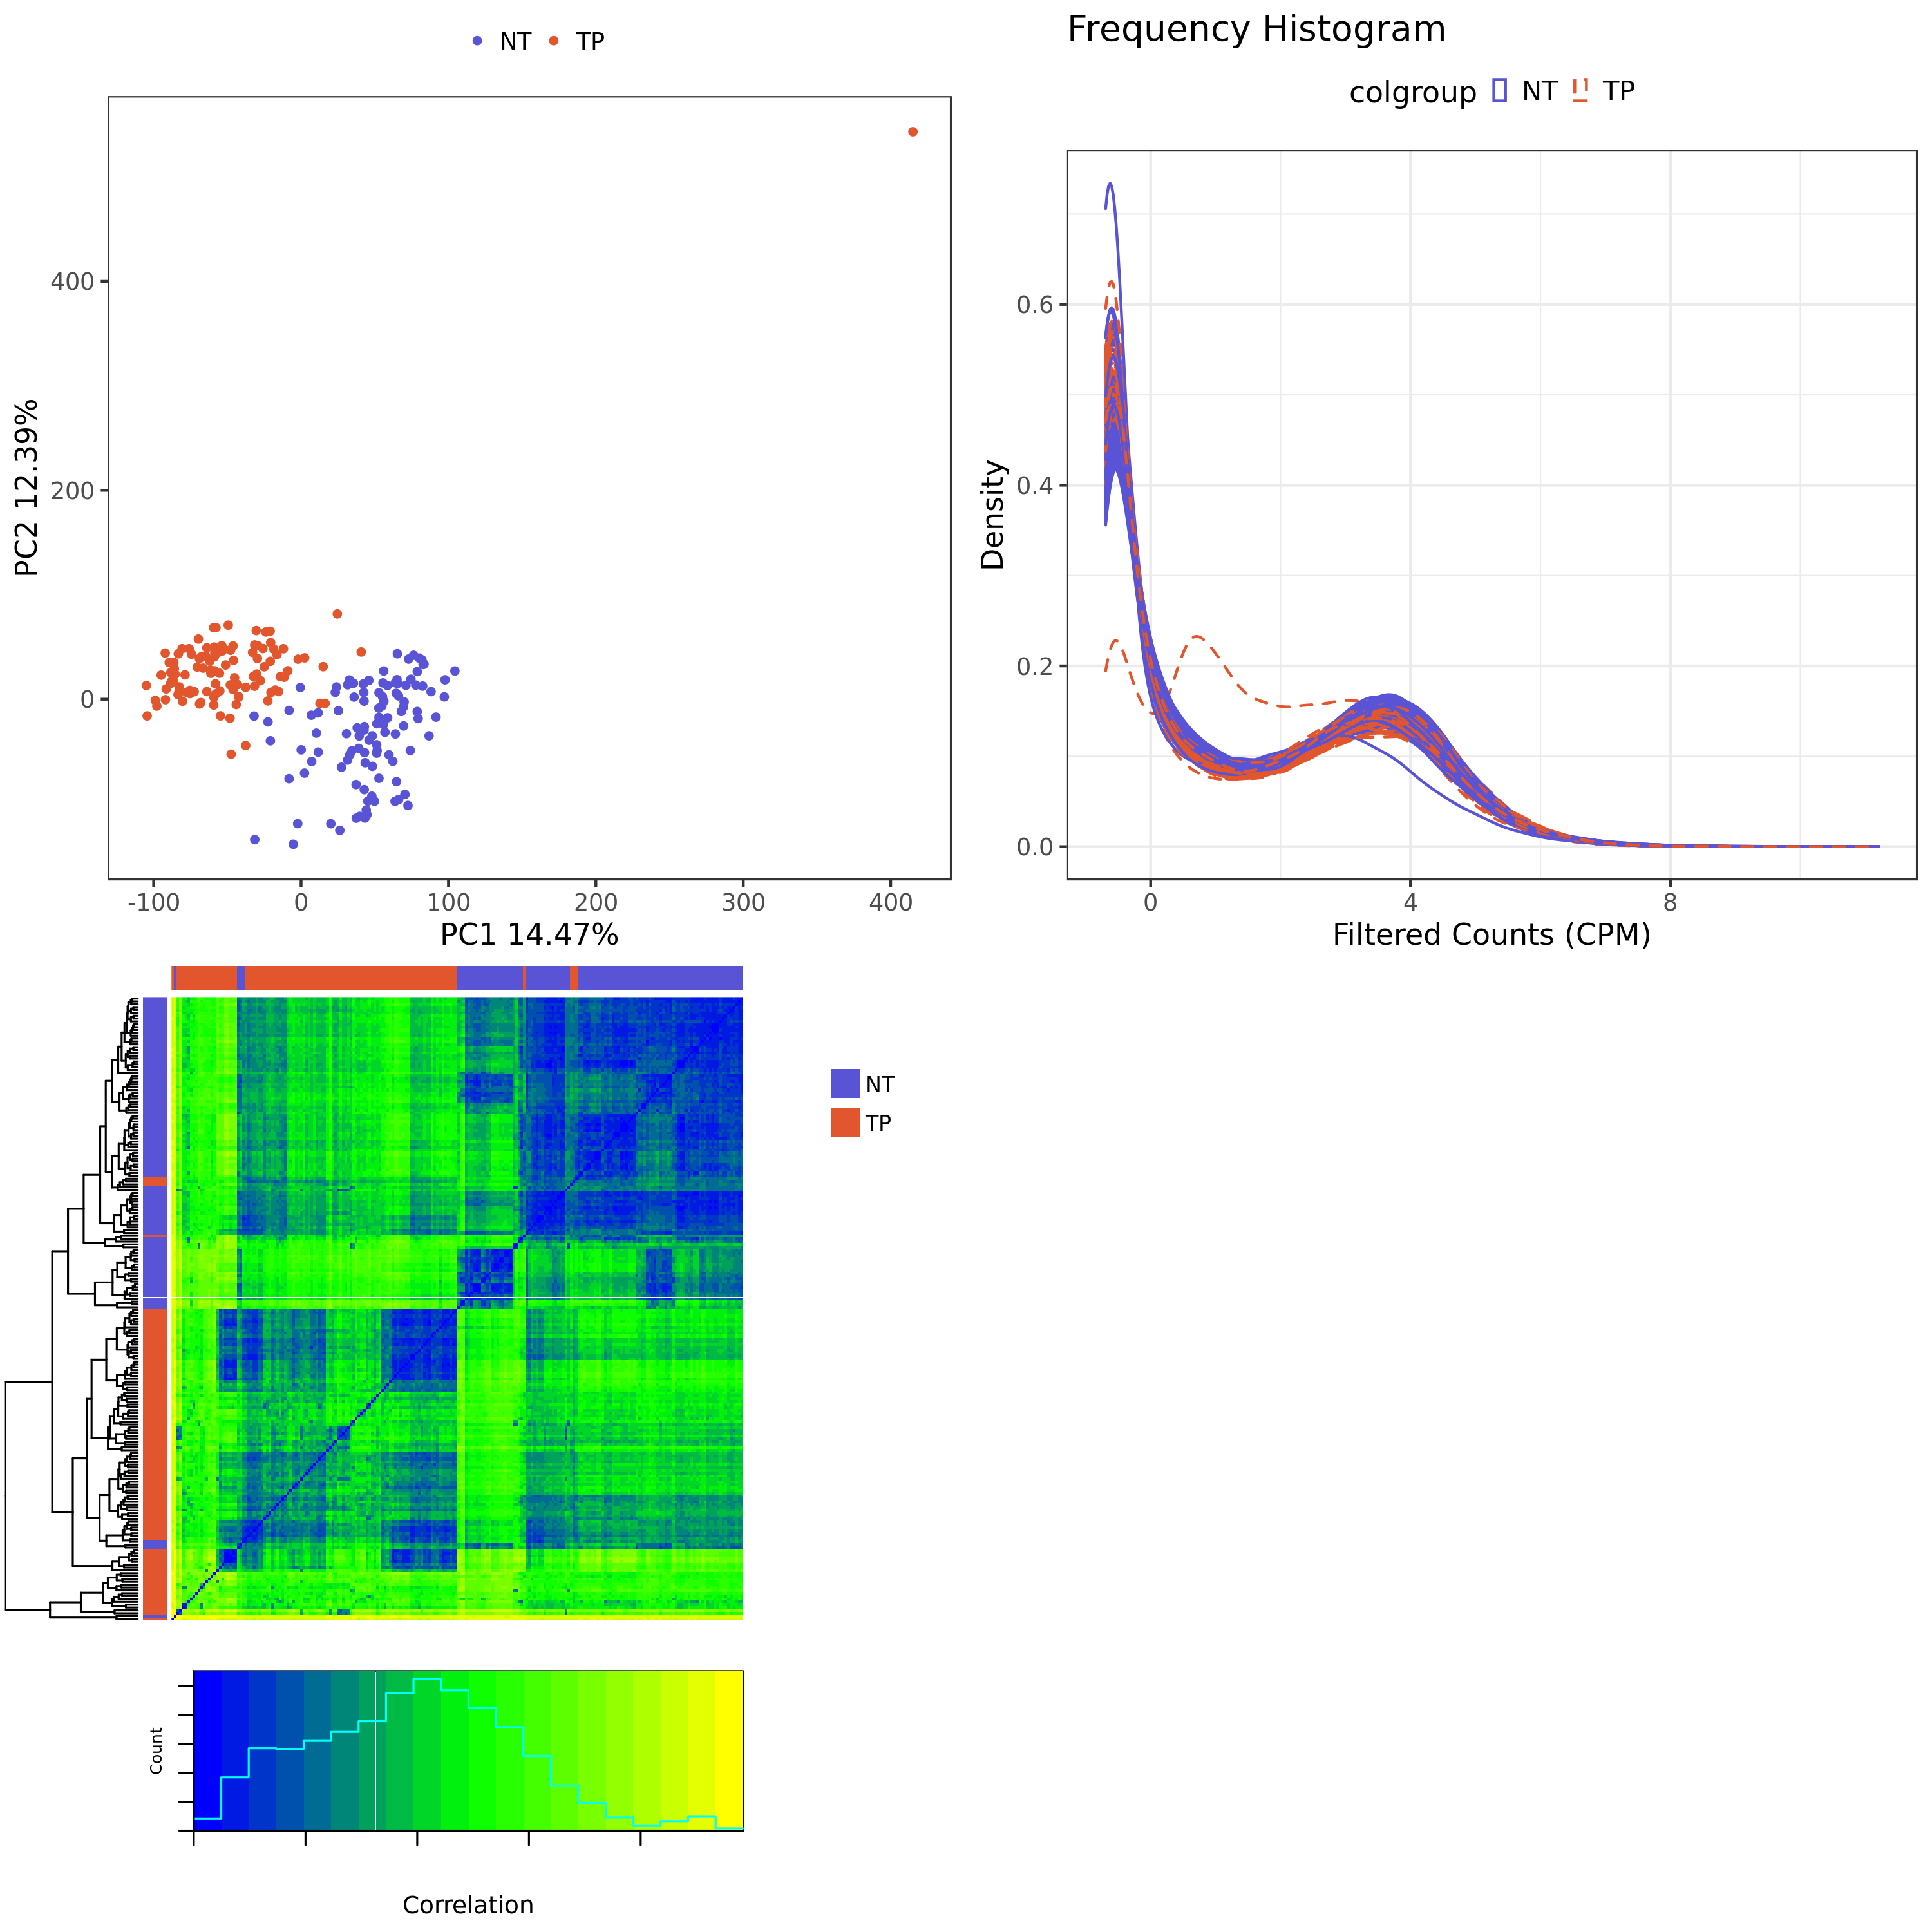 NT TP
400
200
0
PC2 12.39%
-100 0 100 200 300 400
PC1 14.47%
Frequency Histogram
colgroup NT TP
0.6
0.4
0.2
0.0
Density
0 4 8
Filtered Counts (CPM)
NT
TP
Count
Correlation